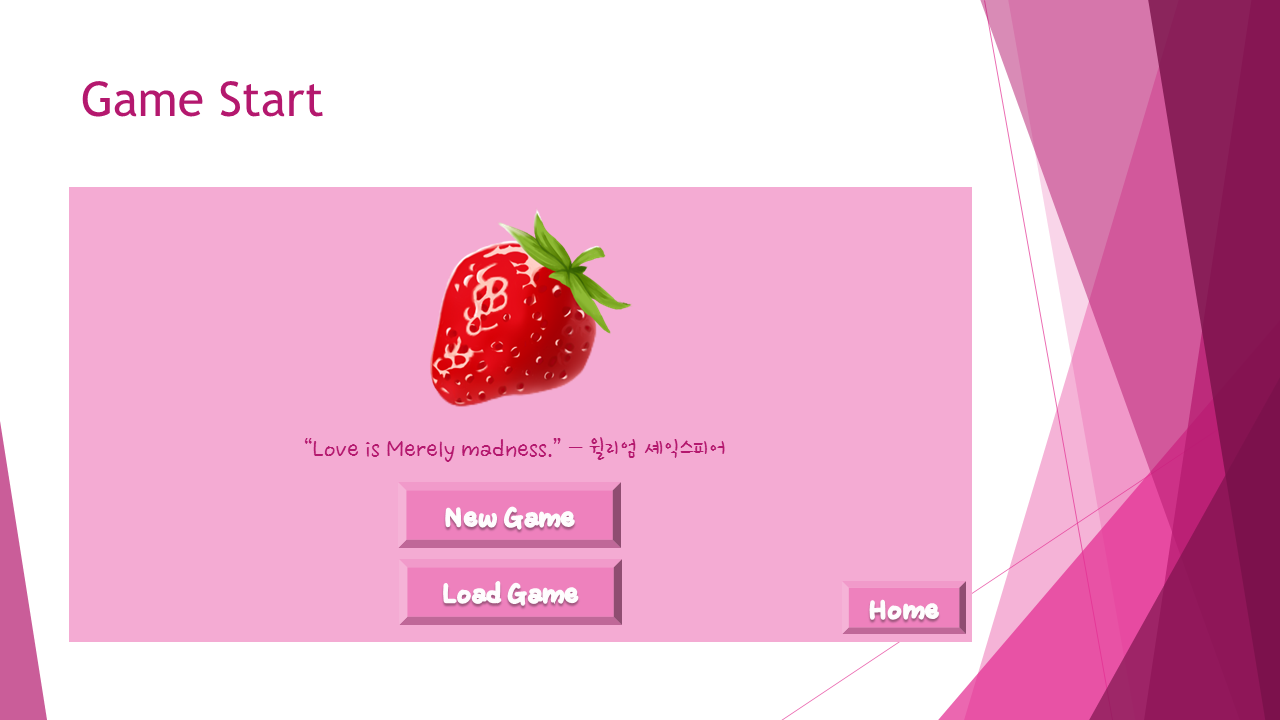 Game Start
“Love is Merely madness.” – 윌리엄 셰익스피어
New Game
Load Game
Home